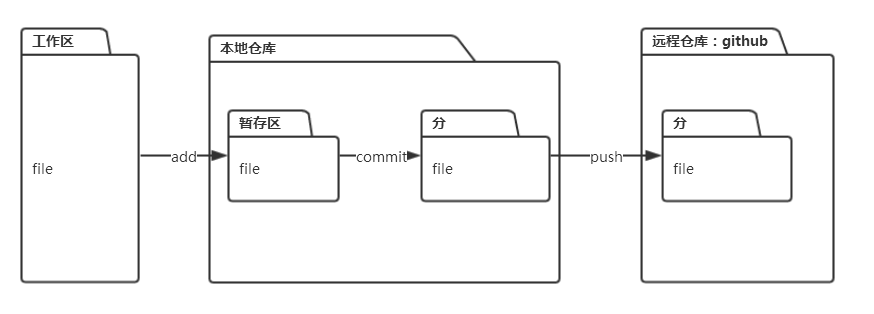 工作区
file
add
本地仓库
暂存区
file
commit
分
file
push
远程仓库：github
分
file